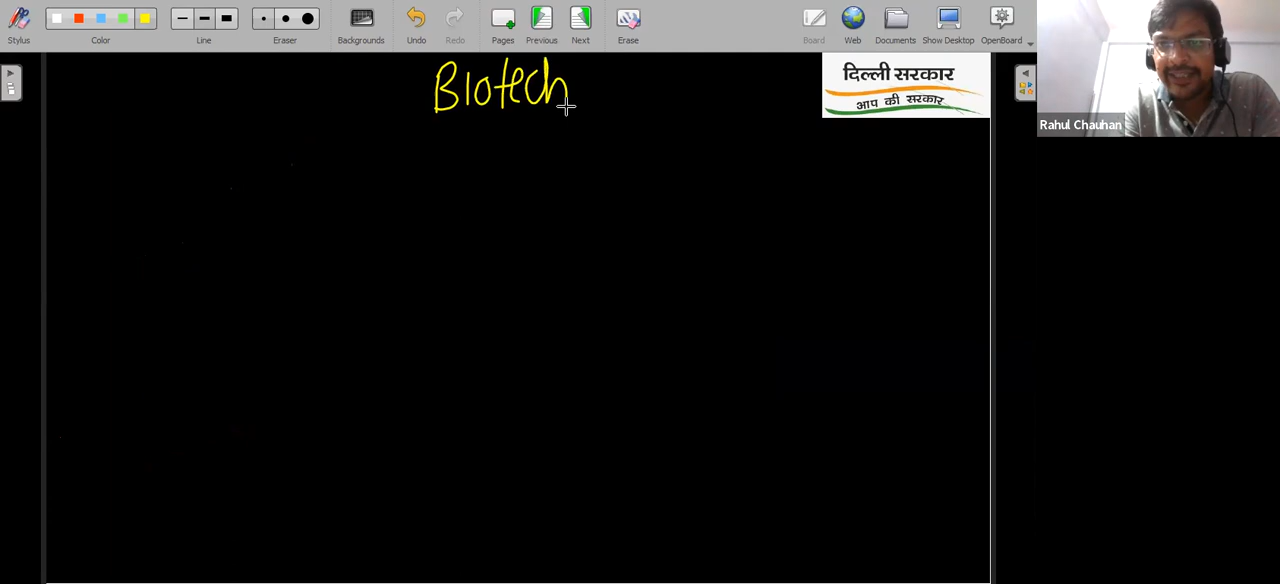 Stylus Color Line Eraser Backgrounds Undo Redo Pages Previous Next Erase Board Web Documents Show Desktop OpenBoard
Biotech
दिल्ली सरकार
आप की सरकार
Rahul Chauhan